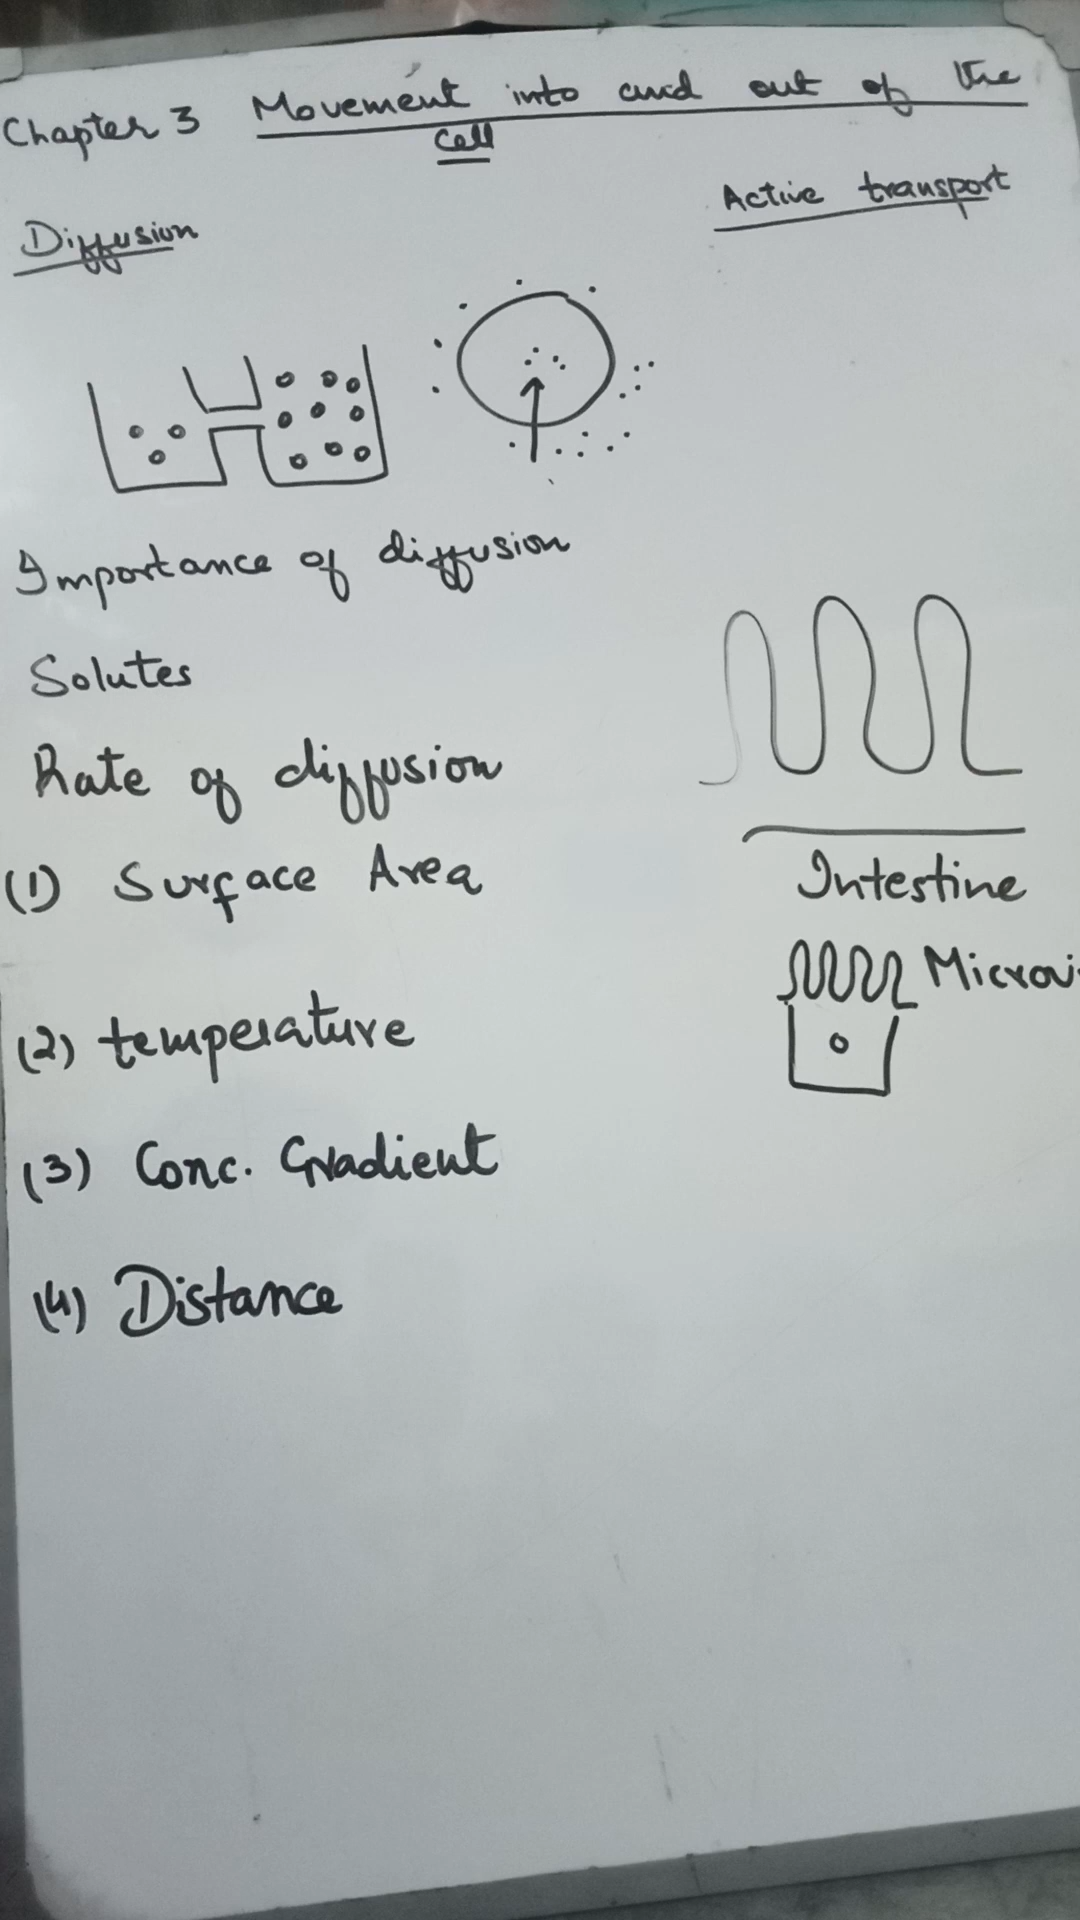 Chapter 3 Movement into and out of the
cell
Active transport
Diffusion
Importance of diffusion
Solutes
Rate of diffusion
(1) Surface Area
Intestine
Microvi
(2) temperature
(3) Conc. Gradient
(4) Distance